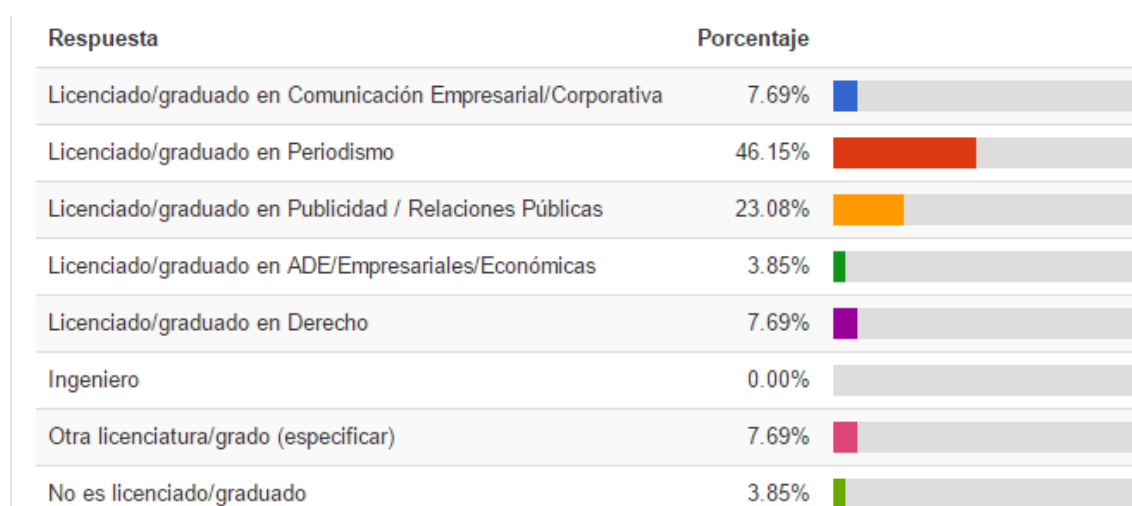 Respuesta Porcentaje
Licenciado/graduado en Comunicación Empresarial/Corporativa 7.69%
Licenciado/graduado en Periodismo 46.15%
Licenciado/graduado en Publicidad / Relaciones Públicas 23.08%
Licenciado/graduado en ADE/Empresariales/Económicas 3.85%
Licenciado/graduado en Derecho 7.69%
Ingeniero 0.00%
Otra licenciatura/grado (especificar) 7.69%
No es licenciado/graduado 3.85%